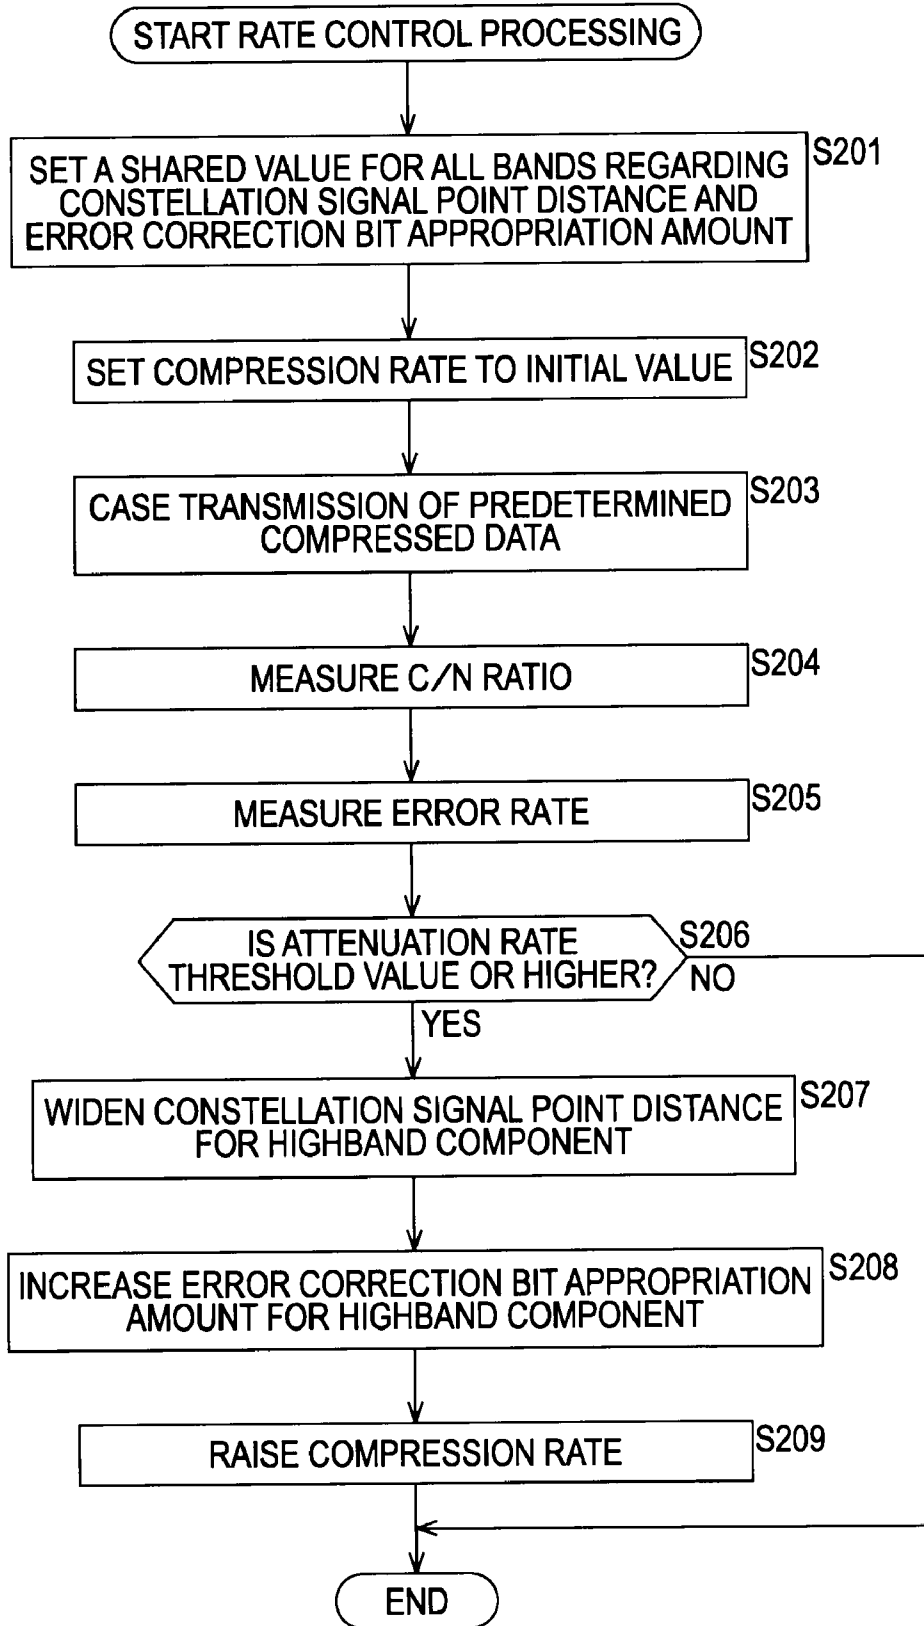 START RATE CONTROL PROCESSING
SET A SHARED VALUE FOR ALL BANDS REGARDING
CONSTELLATION SIGNAL POINT DISTANCE AND
ERROR CORRECTION BIT APPROPRIATION AMOUNT
S201
SET COMPRESSION RATE TO INITIAL VALUE
S202
CASE TRANSMISSION OF PREDETERMINED
COMPRESSED DATA
S203
MEASURE C/N RATIO
S204
MEASURE ERROR RATE
S205
IS ATTENUATION RATE
THRESHOLD VALUE OR HIGHER?
S206
NO
YES
WIDEN CONSTELLATION SIGNAL POINT DISTANCE
FOR HIGHBAND COMPONENT
S207
INCREASE ERROR CORRECTION BIT APPROPRIATION
AMOUNT FOR HIGHBAND COMPONENT
S208
RAISE COMPRESSION RATE
S209
END